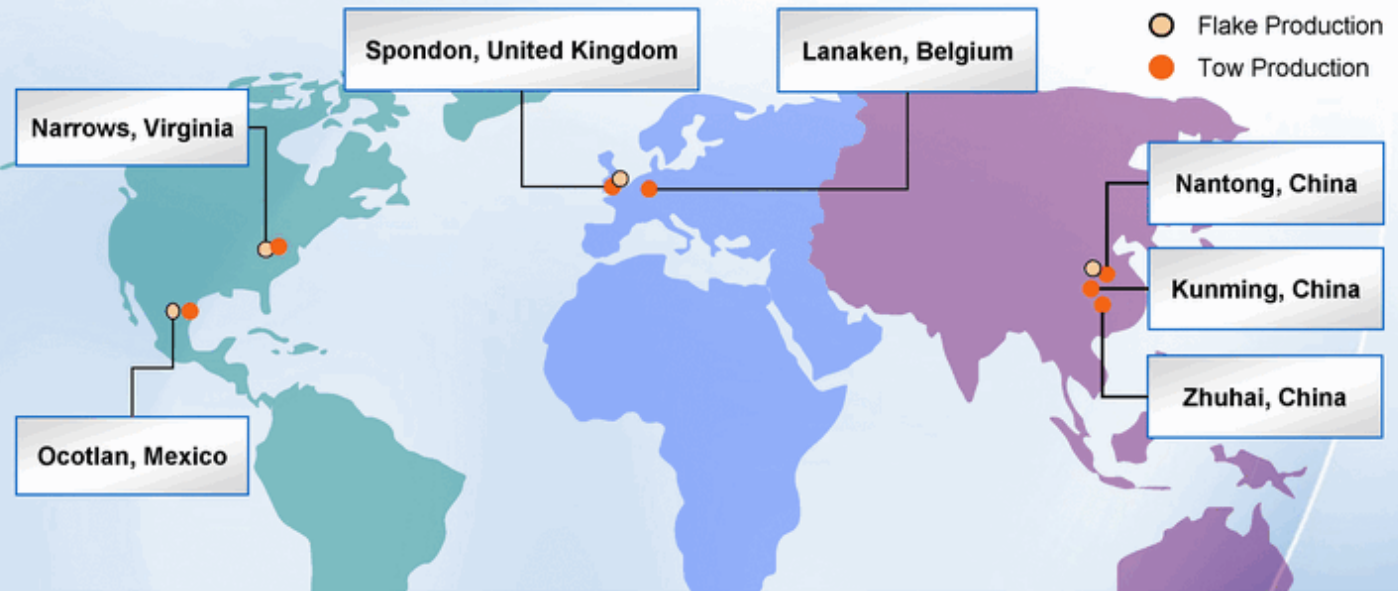 Flake Production
Tow Production
Spondon, United Kingdom
Lanaken, Belgium
Narrows, Virginia
Nantong, China
Kunming, China
Zhuhai, China
Ocotlan, Mexico